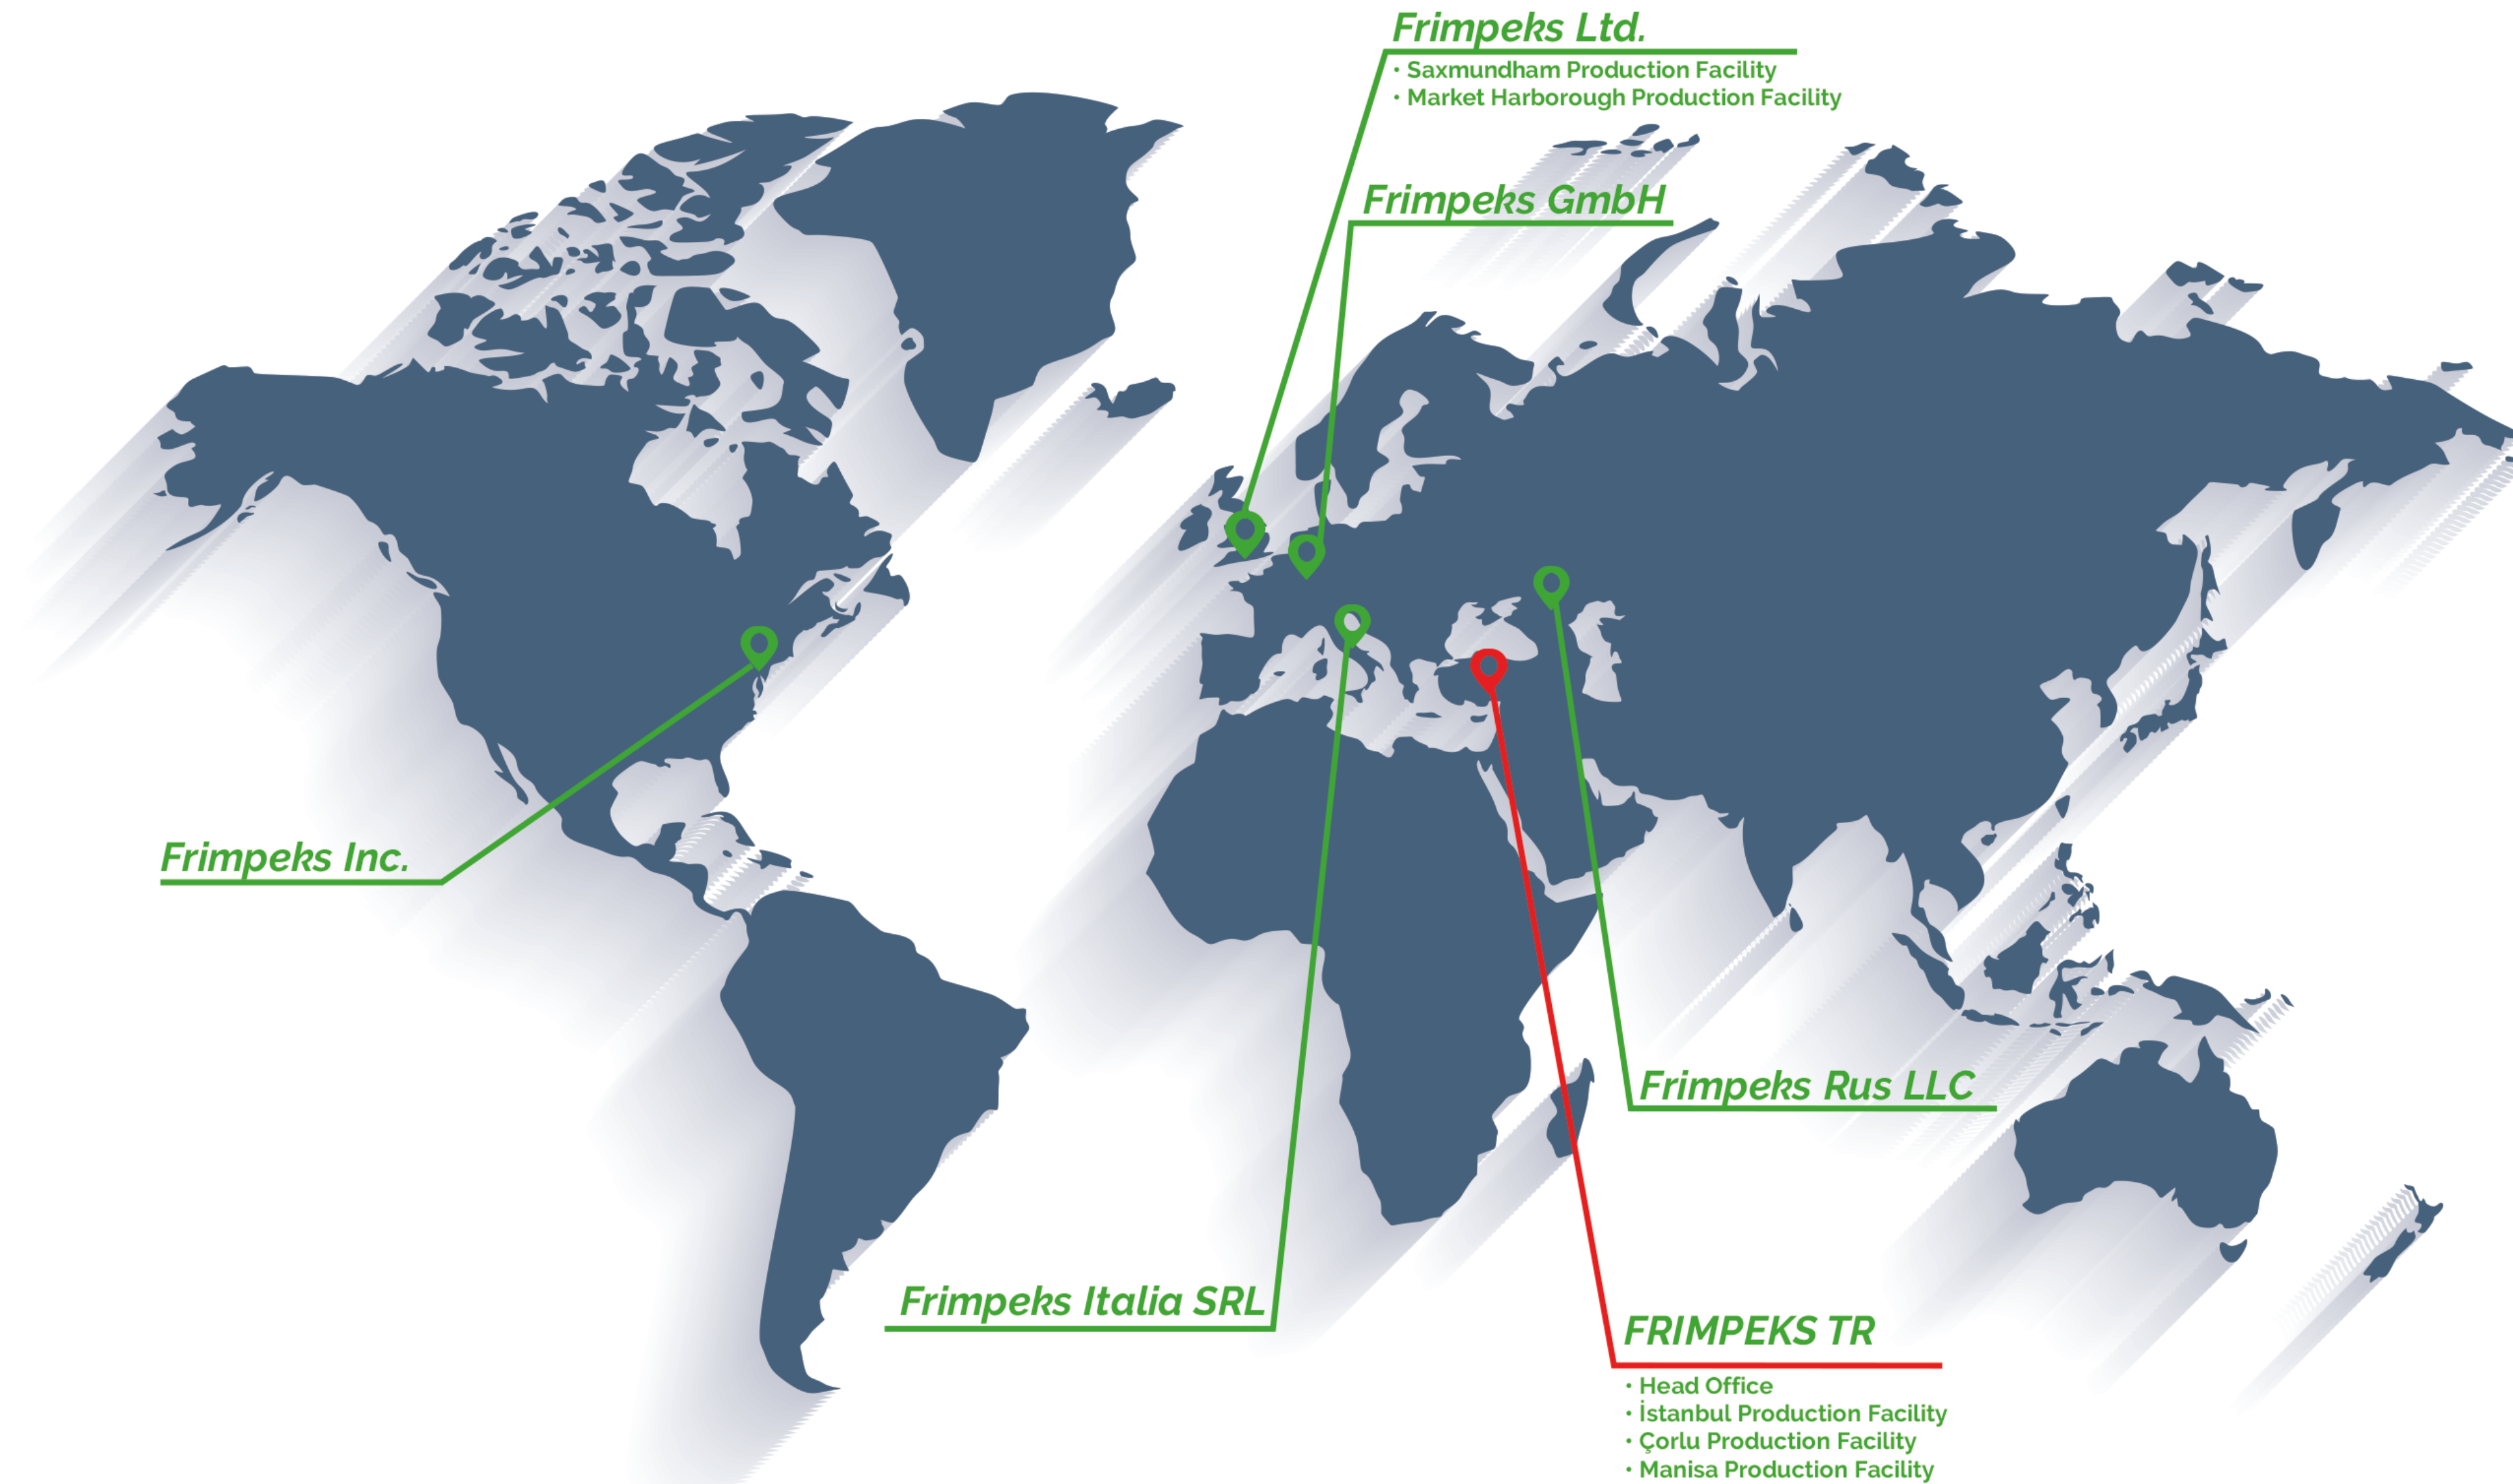 Frimpeks Ltd.
• Saxmundham Production Facility
• Market Harborough Production Facility
Frimpeks GmbH
Frimpeks Inc.
Frimpeks Rus LLC
Frimpeks Italia SRL
FRIMPEKS TR
• Head Office
• İstanbul Production Facility
• Çorlu Production Facility
• Manisa Production Facility